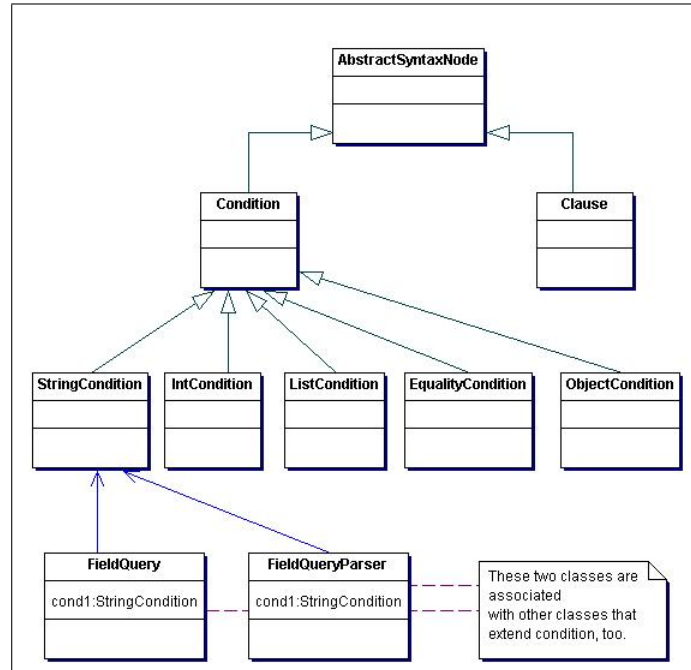 AbstractSyntaxNode
Condition
Clause
StringCondition
IntCondition
ListCondition
EqualityCondition
ObjectCondition
FieldQuery
cond1:StringCondition
FieldQueryParser
cond1:StringCondition
These two classes are
associated
with other classes that
extend condition, too.